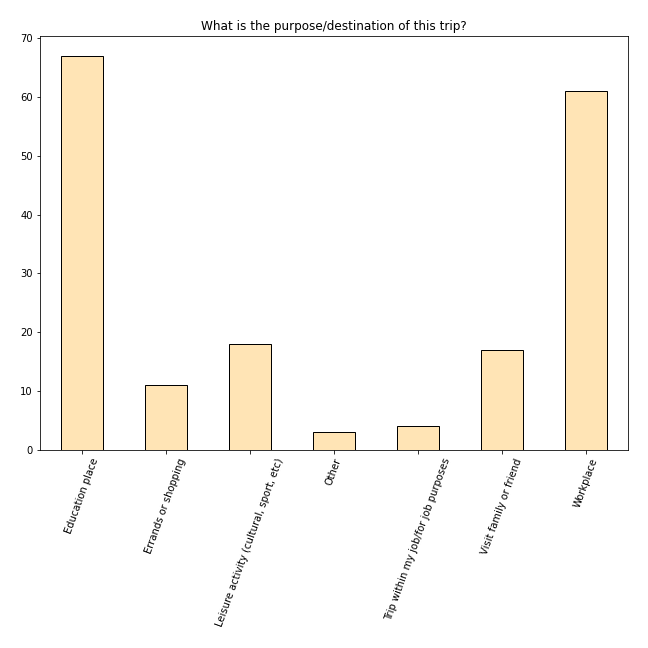 What is the purpose/destination of this trip?
70
60
50
40
30
20
10
0
Education place
Errands or shopping
Leisure activity (cultural, sport, etc)
Other
Trip within my job/for job purposes
Visit family or friend
Workplace